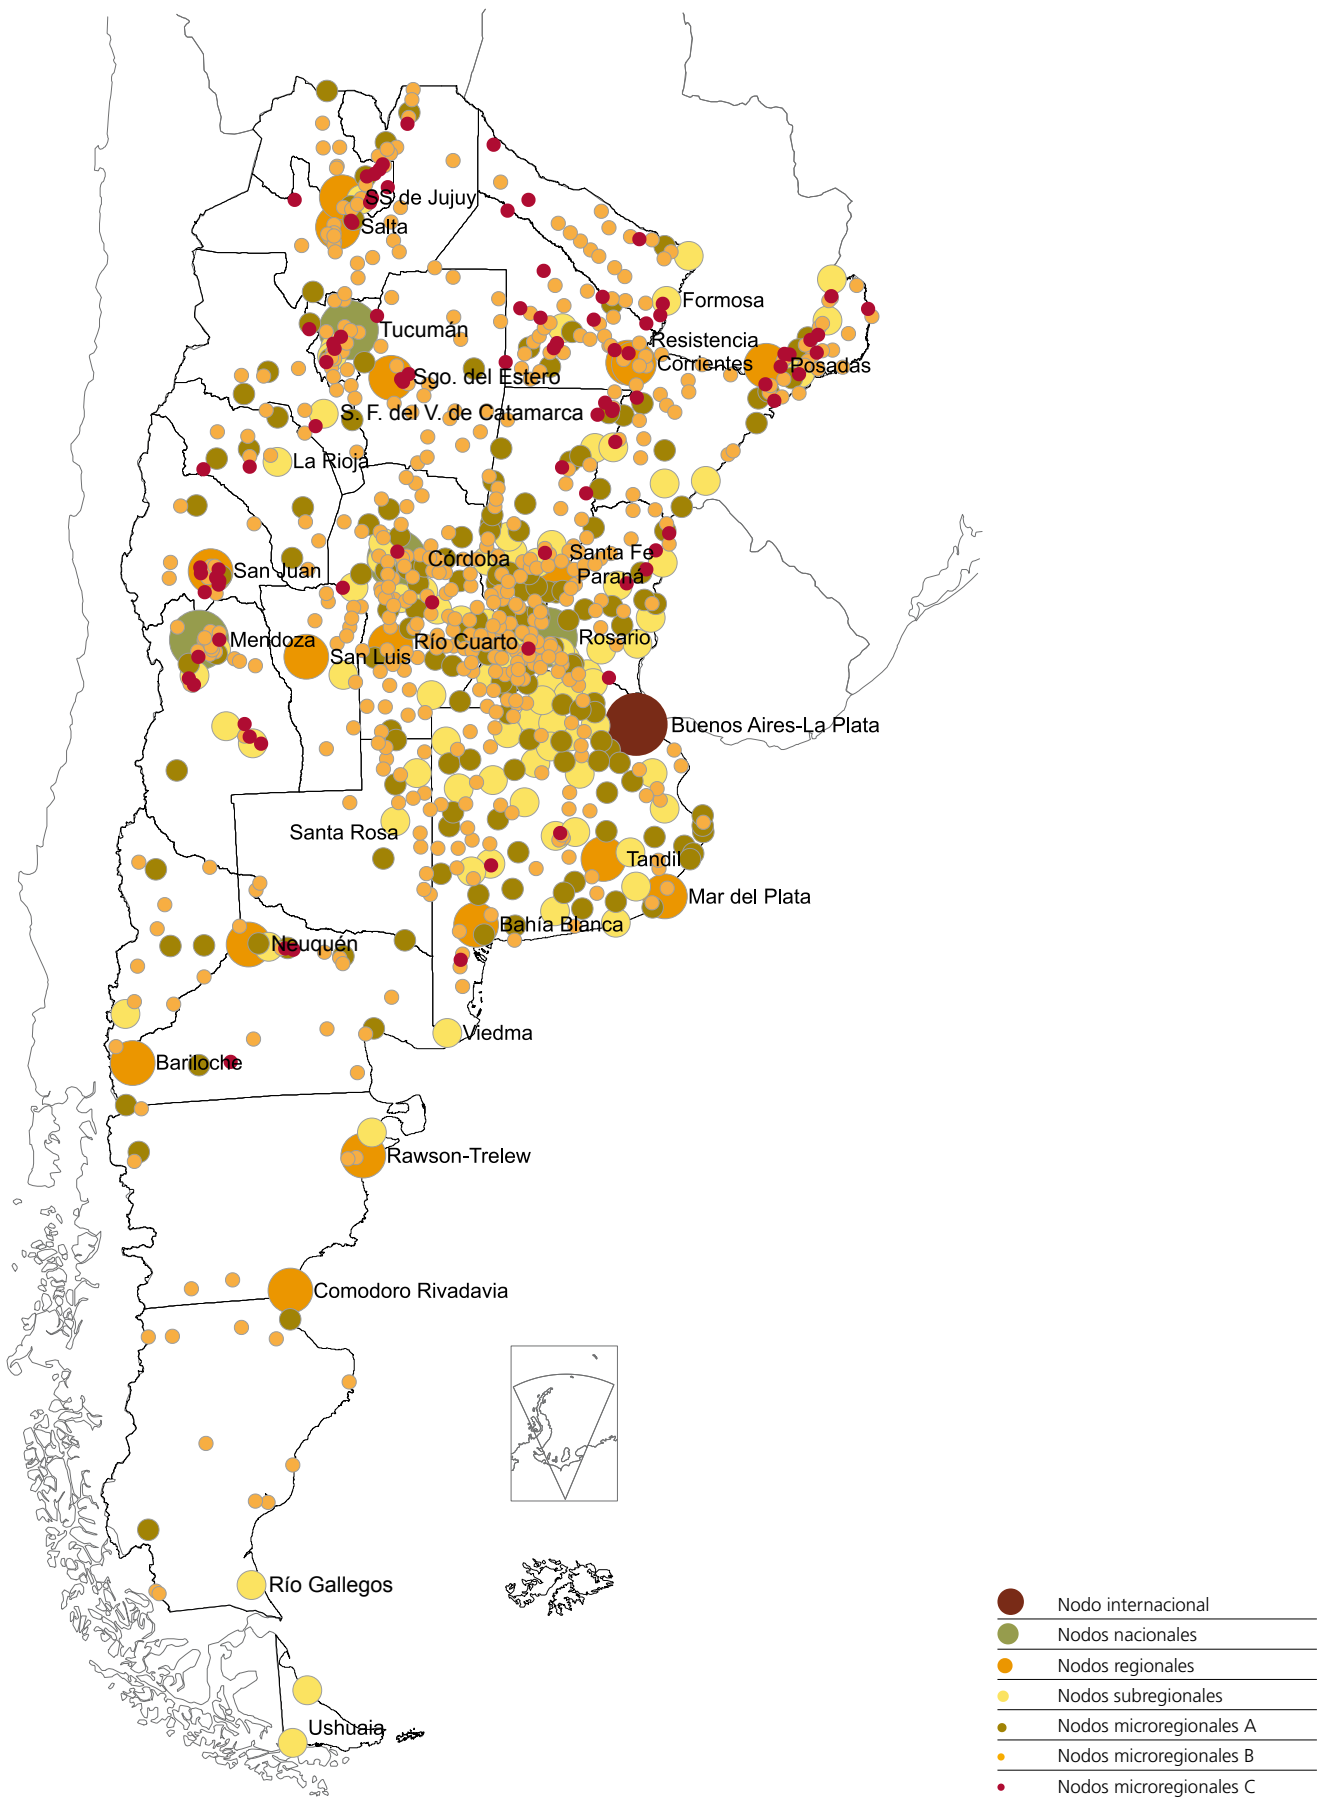 SS de Jujuy
Salta
Formosa
Tucumán
Resistencia
Corrientes
Posadas
Sgo. del Estero
S. F. del V. de Catamarca
La Rioja
Córdoba
Santa Fe
Paraná
San Juan
Mendoza
Río Cuarto
Rosario
San Luis
Buenos Aires-La Plata
Santa Rosa
Tandil
Mar del Plata
Bahía Blanca
Neuquén
Viedma
Bariloche
Rawson-Trelew
Comodoro Rivadavia
Río Gallegos
Ushuaia
Nodo internacional
Nodos nacionales
Nodos regionales
Nodos subregionales
Nodos microregionales A
Nodos microregionales B
Nodos microregionales C